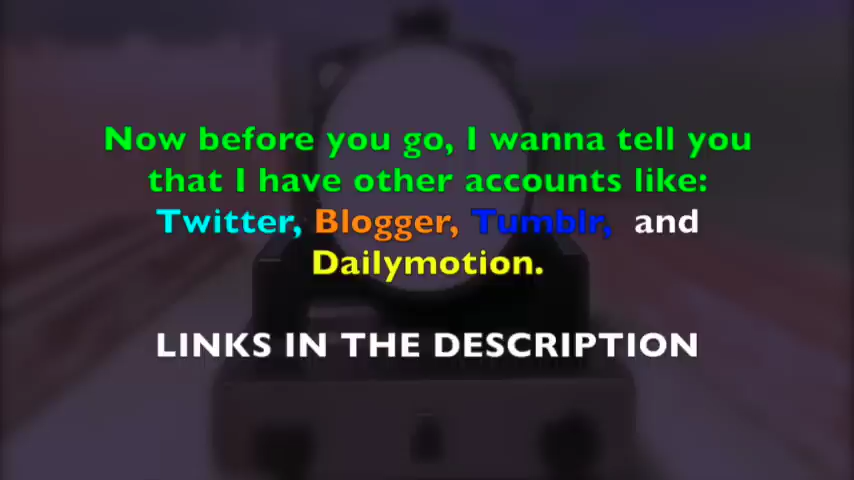 Now before you go, I wanna tell you
that I have other accounts like:
Twitter, Blogger, Tumblr, and
Dailymotion.
LINKS IN THE DESCRIPTION